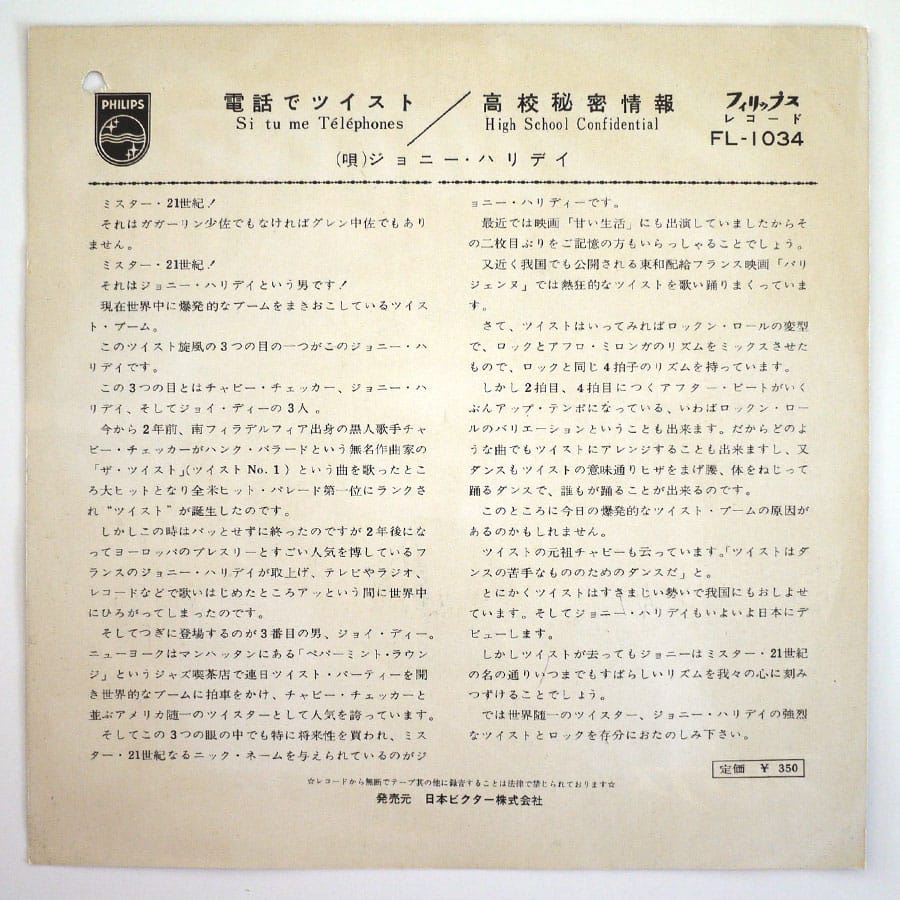 PHILIPS
電話でツイスト／高校秘密情報
Si tu me Téléphones
High School Confidential
(唄)ジョニー・ハリデイ
フィリップス
レコード
FL-1034
ミスター・21世紀！
それはガガーリン少佐でもなければグレン中佐でもあり
ません。
ミスター・21世紀！
それはジョニー・ハリデイという男です！
現在世界中に爆発的なブームをまきおこしているツイス
ト・ブーム。
このツイスト旋風の3つの目の一つがこのジョニー・ハ
リデイです。
この3つの目とはチャビー・チェッカー、ジョニー・ハ
リデイ、そしてジョイ・ディーの3人。
今から2年前、南フィラデルフィア出身の黒人歌手チャ
ビー・チェッカーがハンク・バラードという無名作曲家の
「ザ・ツイスト」(ツイストNo.1）という曲を歌ったとこ
ろ大ヒットとなり全米ヒット・パレード第一位にランクさ
れ“ツイスト”が誕生したのです。
しかしこの時はパッとせずに終ったのですが2年後にな
ってヨーロッパのプレスリーとすごい人気を博しているフ
ランスのジョニー・ハリデイが取上げ、テレビやラジオ、
レコードなどで歌いはじめたところアッという間に世界中
にひろがってしまったのです。
そしてつぎに登場するのが3番目の男、ジョイ・ディー。
ニューヨークはマンハッタンにある「ペパーミント・ラウン
ジ」というジャズ喫茶店で連日ツイスト・パーティーを開
き世界的なブームに拍車をかけ、チャビー・チェッカーと
並ぶアメリカ随一のツイスターとして人気を誇っています。
そしてこの3つの眼の中でも特に将来性を買われ、ミス
ター・21世紀なるニック・ネームを与えられているのがジ
ョニー・ハリディーです。
最近では映画「甘い生活」にも出演していましたからそ
の二枚目ぶりをご記憶の方もいらっしゃることでしょう。
又近く我国でも公開される東和配給フランス映画「パリ
ジェンヌ」では熱狂的なツイストを歌い踊りまくっていま
す。
さて、ツイストはいってみればロックン・ロールの変型
で、ロックとアフロ・ミロンガのリズムをミックスさせた
もので、ロックと同じ4拍子のリズムを持っています。
しかし2拍目、4拍目につくアフター・ビートがいく
ぶんアップ・テンポになっている、いわばロックン・ロー
ルのバリエーションということも出来ます。だからどのよ
うな曲でもツイストにアレンジすることも出来ますし、又
ダンスもツイストの意味通りヒザをまげ腰、体をねじって
踊るダンスで、誰もが踊ることが出来るのです。
このところに今日の爆発的なツイスト・ブームの原因が
あるのかもしれません。
ツイストの元祖チャビーも云っています。「ツイストはダ
ンスの苦手なもののためのダンスだ」と。
とにかくツイストはすさまじい勢いで我国にもおしよせ
ています。そしてジョニー・ハリデイもいよいよ日本にデ
ビューします。
しかしツイストが去ってもジョニーはミスター・21世紀
の名の通りいつまでもすばらしいリズムを我々の心に刻み
つずけることでしょう。
では世界随一のツイスター、ジョニー・ハリデイの強烈
なツイストとロックを存分におたのしみ下さい。
定価 ￥ 350
☆レコードから無断でテープ其の他に録音することは法律で禁じられております☆
発売元 日本ビクター株式会社